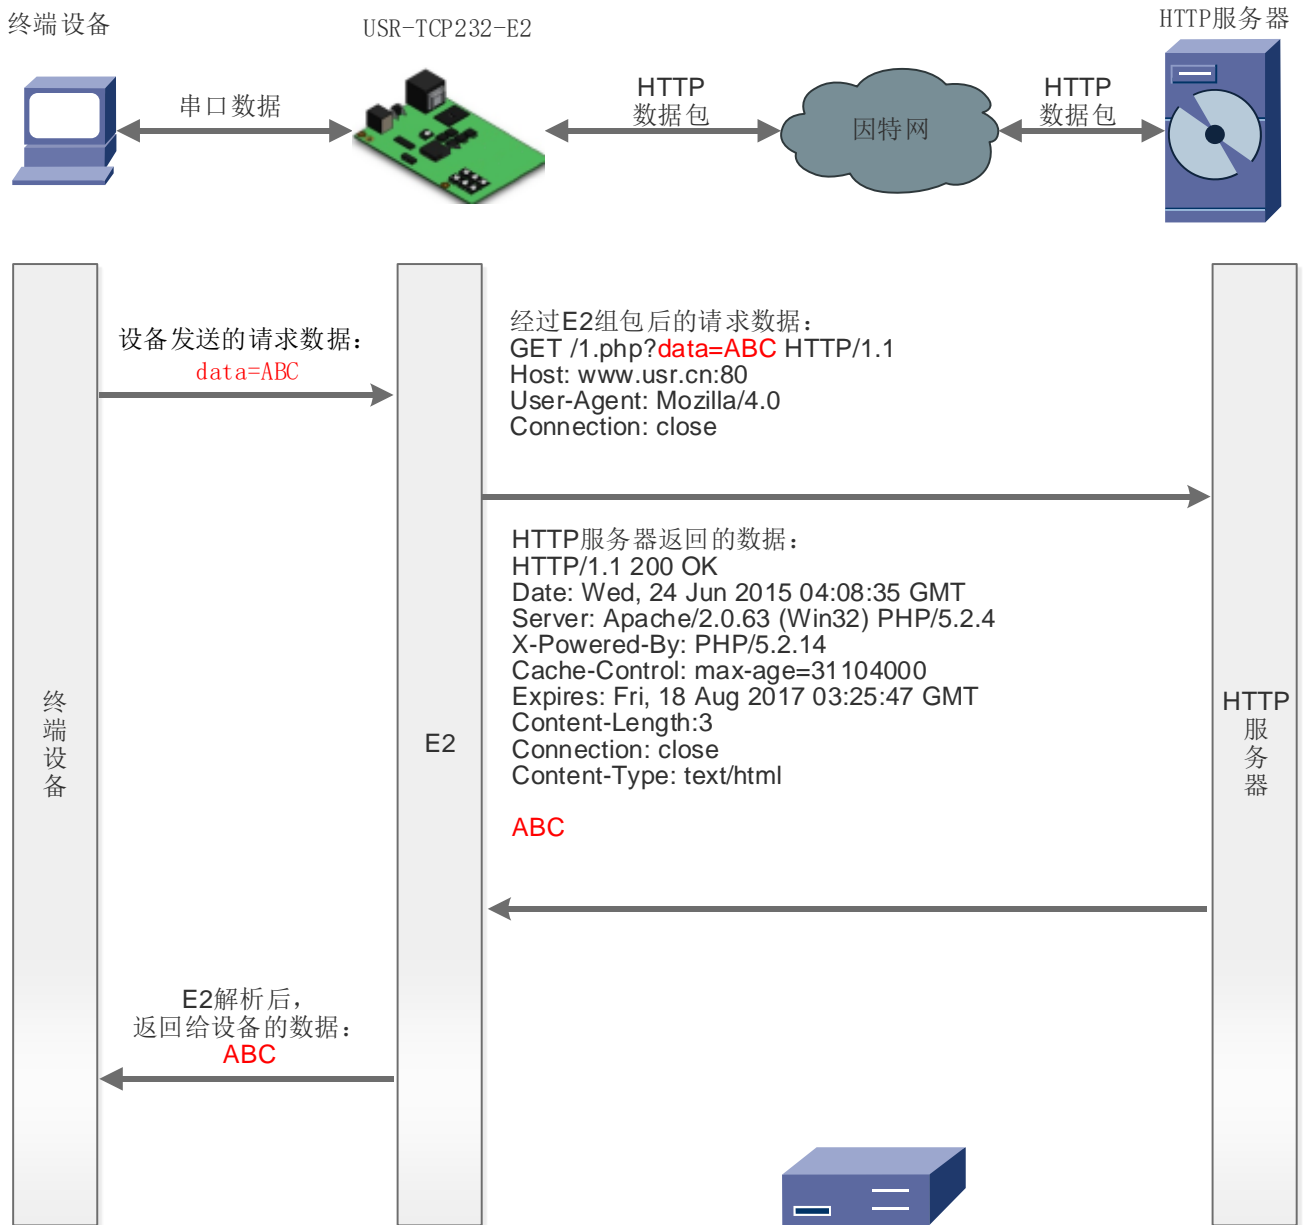 终端设备
USR-TCP232-E2
HTTP服务器
串口数据
HTTP
数据包
因特网
HTTP
数据包
设备发送的请求数据：
data=ABC
经过E2组包后的请求数据：
GET /1.php?data=ABC HTTP/1.1
Host: www.usr.cn:80
User-Agent: Mozilla/4.0
Connection: close
HTTP服务器返回的数据：
HTTP/1.1 200 OK
Date: Wed, 24 Jun 2015 04:08:35 GMT
Server: Apache/2.0.63 (Win32) PHP/5.2.4
X-Powered-By: PHP/5.2.14
Cache-Control: max-age=31104000
Expires: Fri, 18 Aug 2017 03:25:47 GMT
Content-Length:3
Connection: close
Content-Type: text/html
ABC
终端设备
E2
HTTP
服务器
E2解析后，
返回给设备的数据：
ABC